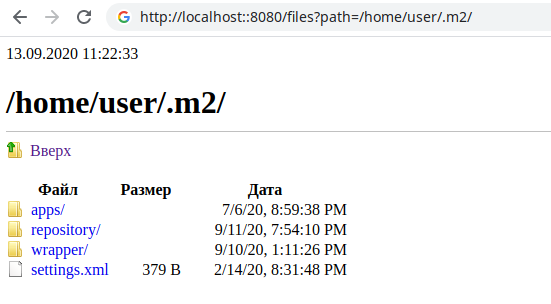 http://localhost::8080/files?path=/home/user/.m2/
13.09.2020 11:22:33
/home/user/.m2/
Вверх
Файл Размер Дата
apps/ 7/6/20, 8:59:38 PM
repository/ 9/11/20, 7:54:10 PM
wrapper/ 9/10/20, 1:11:26 PM
settings.xml 379 B 2/14/20, 8:31:48 PM